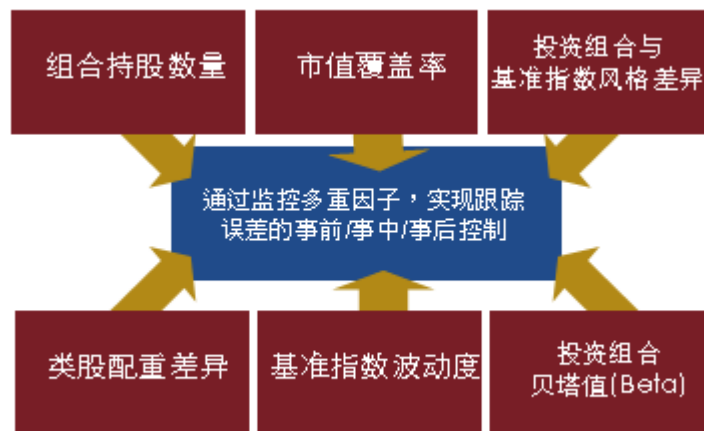 组合持股数量
市值覆盖率
投资组合与
基准指数风格差异
通过监控多重因子，实现跟踪
误差的事前/事中/事后控制
类股配重差异
基准指数波动度
投资组合
贝塔值(Beta)